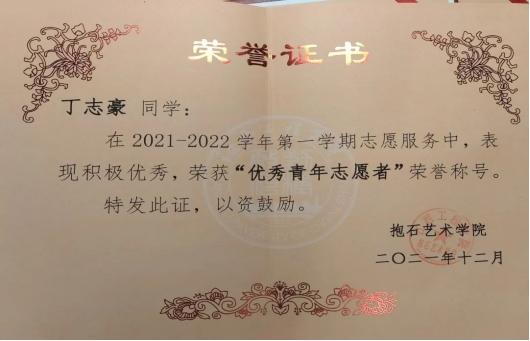 荣誉证书
丁志豪 同学：
在 2021-2022 学年第一学期志愿服务中，表
现积极优秀，荣获“优秀青年志愿者”荣誉称号。
特发此证，以资鼓励。
抱石艺术学院
二〇二一年十二月